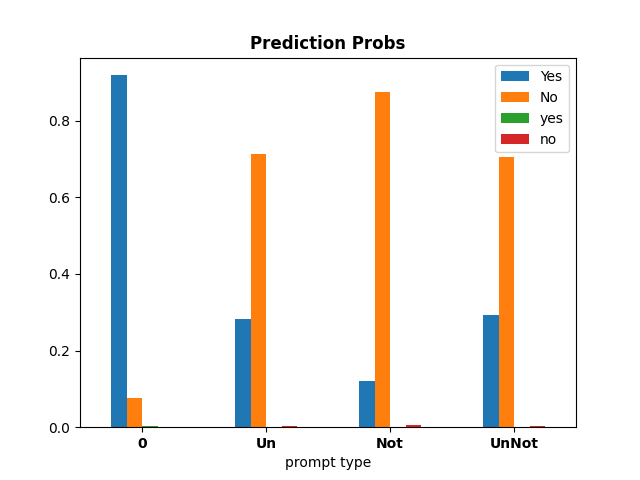 Prediction Probs
Yes
No
yes
no
0.8
0.6
0.4
0.2
0.0
0 Un Not UnNot
prompt type